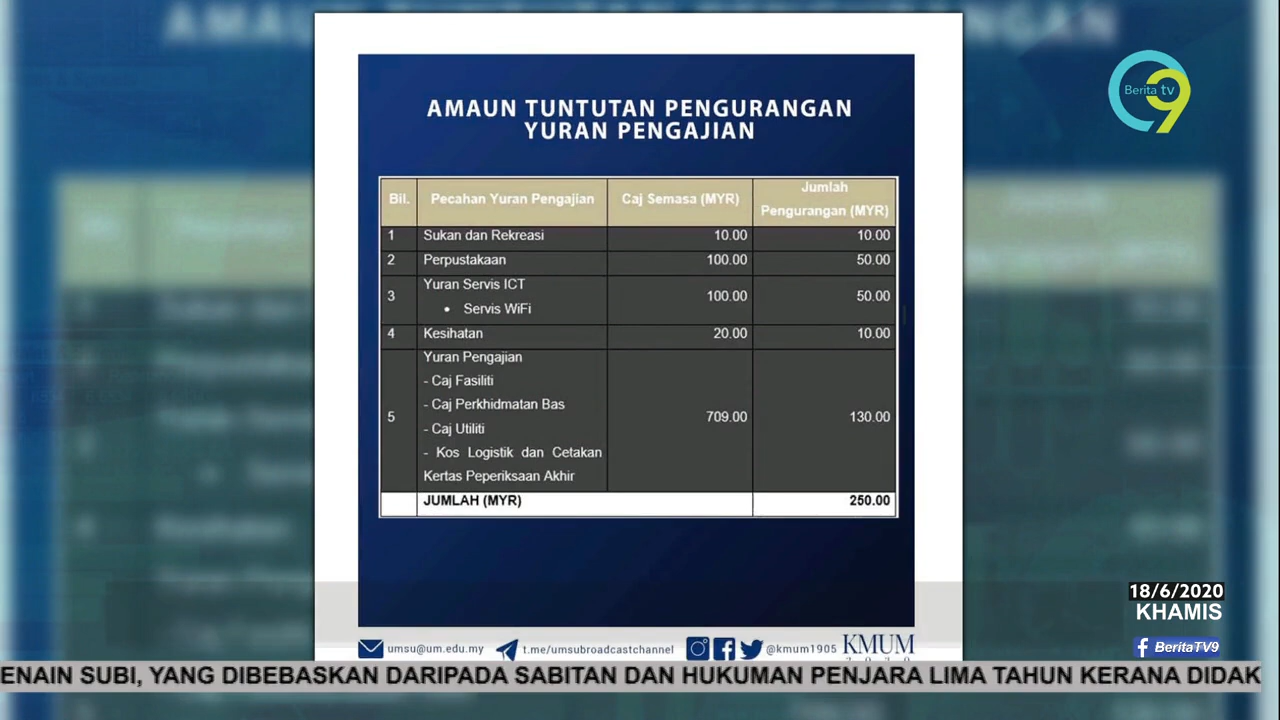 AMAUN TUNTUTAN PENGURANGAN
YURAN PENGAJIAN
Berita tv
9
Bil. Pecahan Yuran Pengajian Caj Semasa (MYR) Jumlah Pengurangan (MYR)
1 Sukan dan Rekreasi 10.00 10.00
2 Perpustakaan 100.00 50.00
3 Yuran Servis ICT 100.00 50.00
• Servis WiFi
4 Kesihatan 20.00 10.00
5 Yuran Pengajian 709.00 130.00
- Caj Fasiliti
- Caj Perkhidmatan Bas
- Caj Utiliti
- Kos Logistik dan Cetakan
Kertas Peperiksaan Akhir
JUMLAH (MYR) 250.00
18/6/2020
KHAMIS
umsu@um.edu.my t.me/umsubroadcastchannel @kmum1905 KMUM
BeritaTV9
ENAIN SUBI, YANG DIBEBASKAN DARIPADA SABITAN DAN HUKUMAN PENJARA LIMA TAHUN KERANA DIDAK